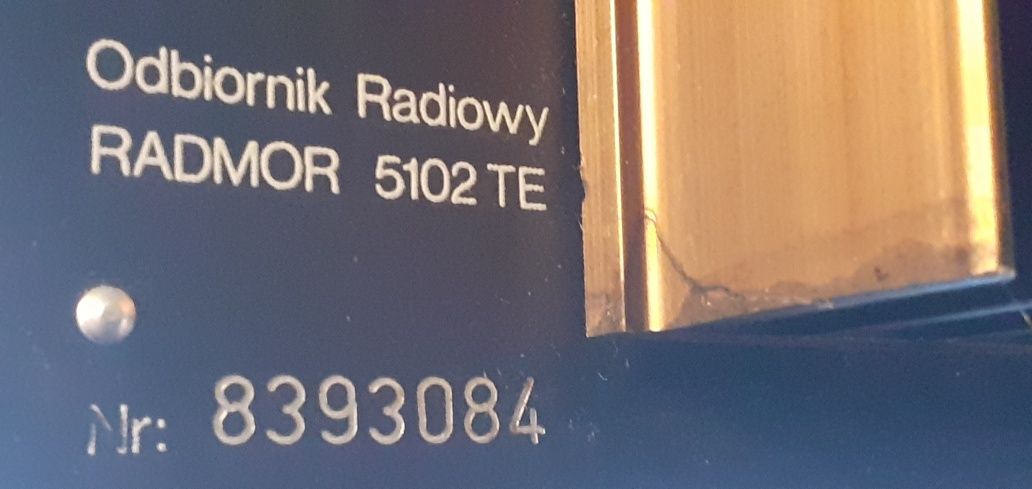 Odbiornik Radiowy
RADMOR 5102 TE
Nr: 8393084